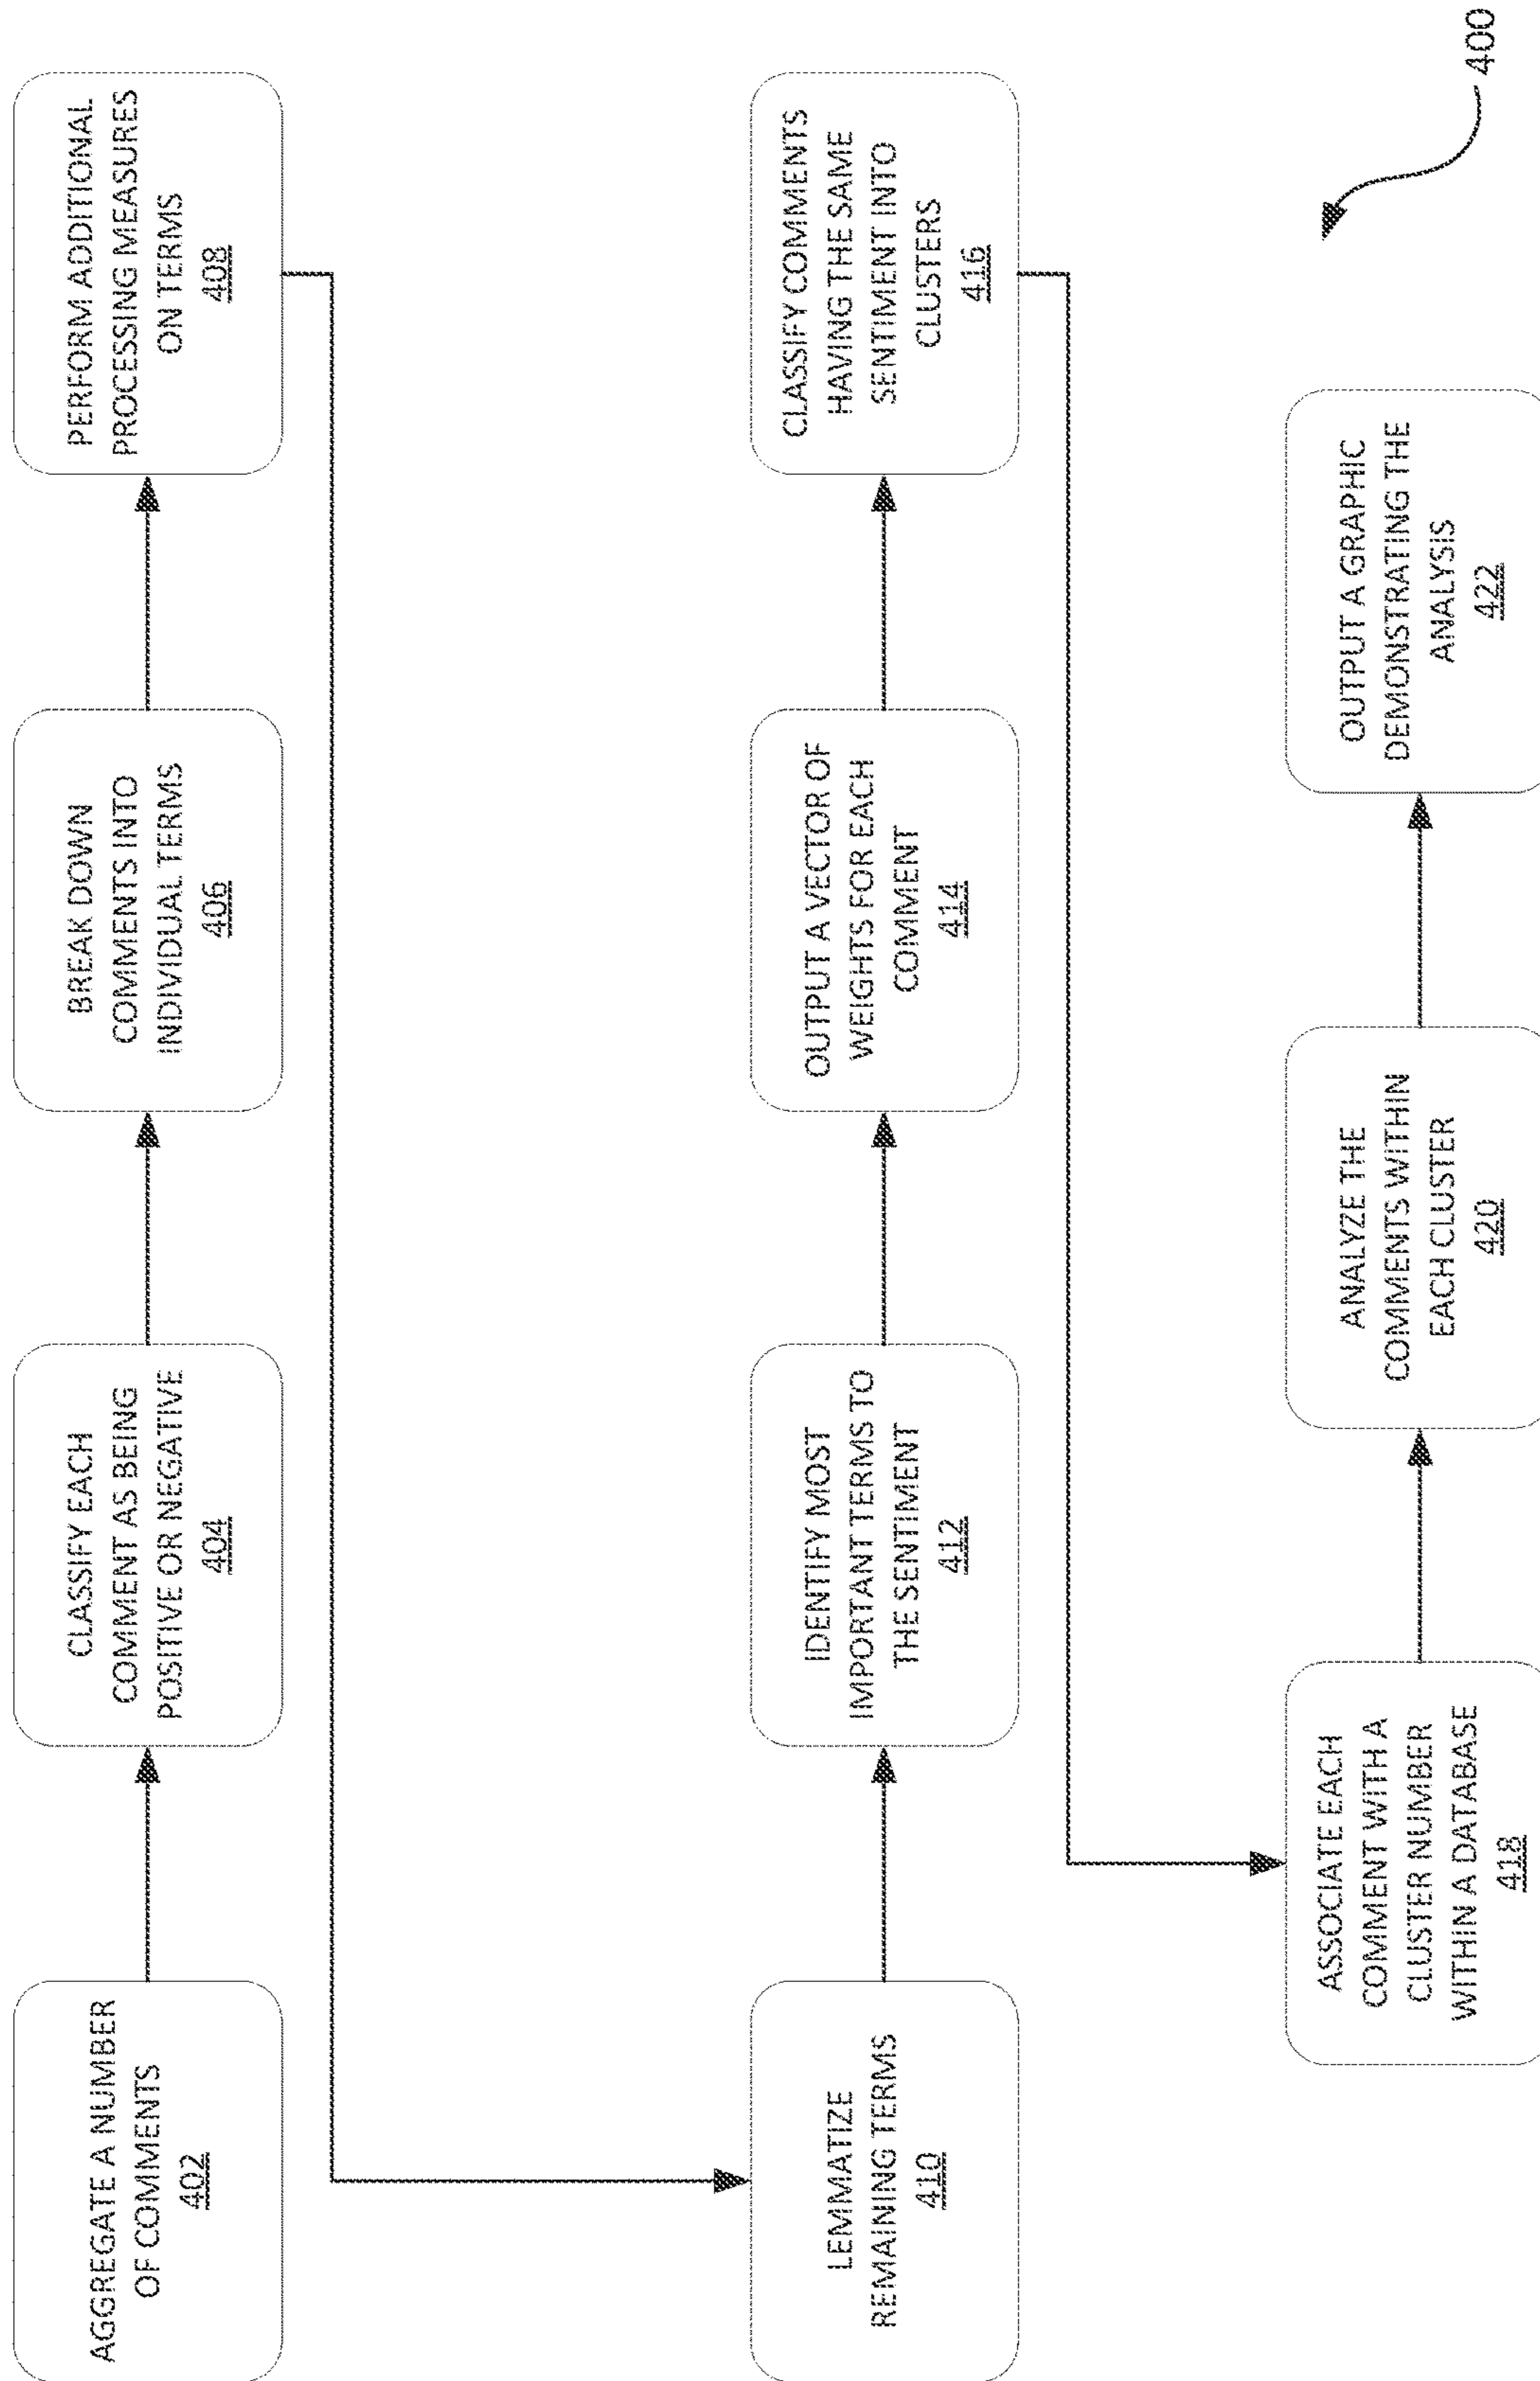 AGGREGATE A NUMBER
OF COMMENTS
402
CLASSIFY EACH
COMMENT AS BEING
POSITIVE OR NEGATIVE
404
BREAK DOWN
COMMENTS INTO
INDIVIDUAL TERMS
406
PERFORM ADDITIONAL
PROCESSING MEASURES
ON TERMS
408
LEMMATIZE
REMAINING TERMS
410
IDENTIFY MOST
IMPORTANT TERMS TO
THE SENTIMENT
412
OUTPUT A VECTOR OF
WEIGHTS FOR EACH
COMMENT
414
CLASSIFY COMMENTS
HAVING THE SAME
SENTIMENT INTO
CLUSTERS
416
ASSOCIATE EACH
COMMENT WITH A
CLUSTER NUMBER
WITHIN A DATABASE
418
ANALYZE THE
COMMENTS WITHIN
EACH CLUSTER
420
OUTPUT A GRAPHIC
DEMONSTRATING THE
ANALYSIS
422
400